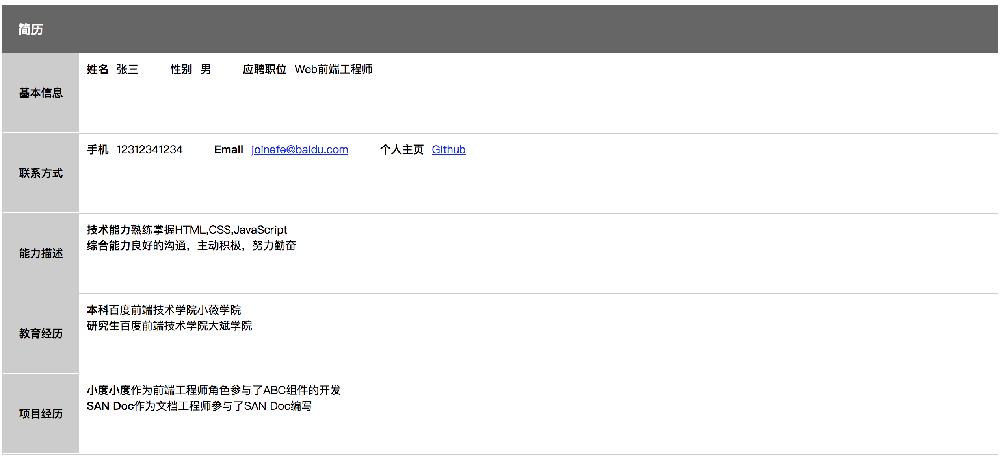 简历
基本信息
姓名 张三 性别 男 应聘职位 Web前端工程师
联系方式
手机 12312341234 Email joinefe@baidu.com 个人主页 Github
能力描述
技术能力熟练掌握HTML,CSS,JavaScript
综合能力良好的沟通，主动积极，努力勤奋
教育经历
本科百度前端技术学院小薇学院
研究生百度前端技术学院大斌学院
项目经历
小度小度作为前端工程师角色参与了ABC组件的开发
SAN Doc作为文档工程师参与了SAN Doc编写